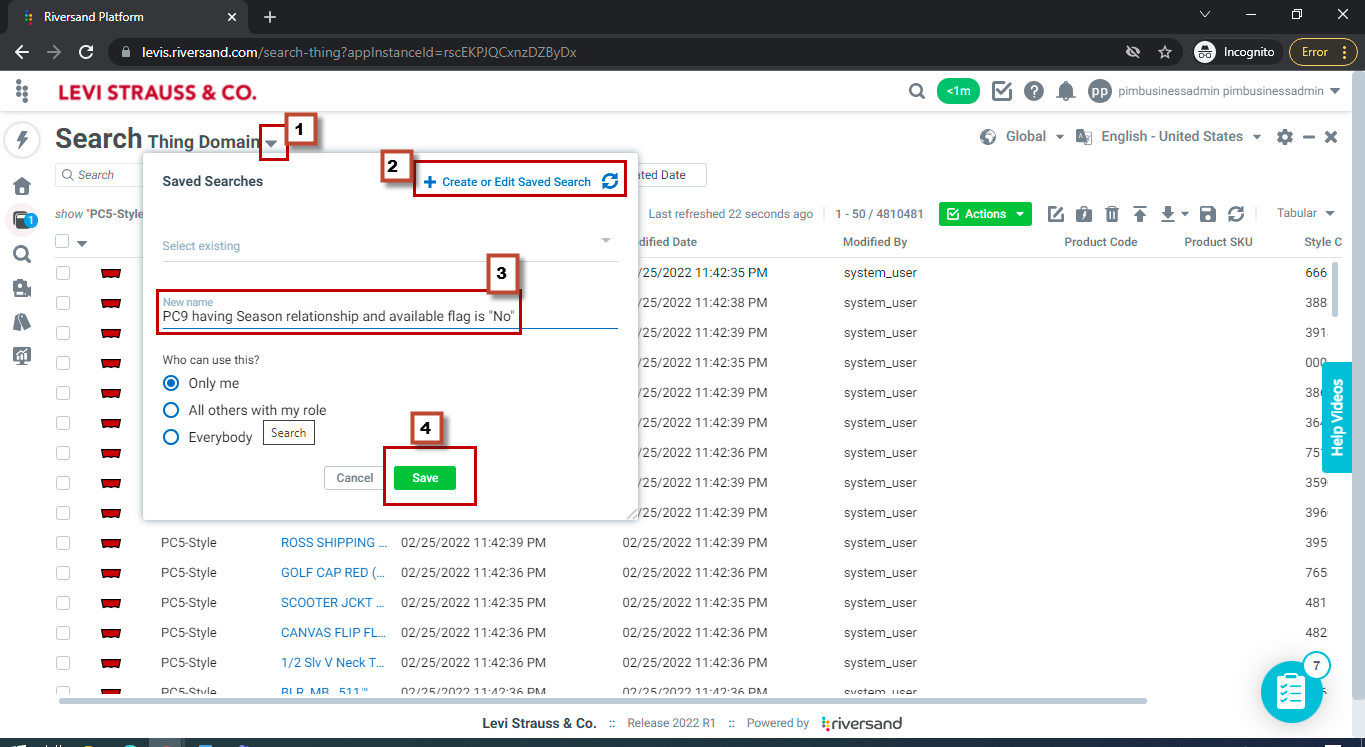 Riversand Platform
levis.riversand.com/search-thing?appInstanceId=rscEKPJQCxnzDZByDx
Incognito
Error
LEVI STRAUSS & CO.
<1m
pp
pimbusinessadmin pimbusinessadmin
Search Thing Domain
1
Global
English - United States
Search
ated Date
Saved Searches
2
Create or Edit Saved Search
show "PC5-Style
Last refreshed 22 seconds ago
1 - 50 / 4810481
Actions
Tabular
1
Select existing
dified Date
Modified By
Product Code
Product SKU
Style C
3
New name
PC9 having Season relationship and available flag is "No"
Who can use this?
Only me
All others with my role
Everybody
Search
4
Cancel
Save
/25/2022 11:42:35 PM system_user 666
/25/2022 11:42:38 PM system_user 388
/25/2022 11:42:39 PM system_user 391
/25/2022 11:42:35 PM system_user 000
/25/2022 11:42:39 PM system_user 386
/25/2022 11:42:39 PM system_user 364
/25/2022 11:42:36 PM system_user 75
/25/2022 11:42:39 PM system_user 359
/25/2022 11:42:39 PM system_user 396
PC5-Style ROSS SHIPPING ... 02/25/2022 11:42:39 PM 02/25/2022 11:42:39 PM system_user 395
PC5-Style GOLF CAP RED (... 02/25/2022 11:42:36 PM 02/25/2022 11:42:36 PM system_user 765
PC5-Style SCOOTER JCKT ... 02/25/2022 11:42:35 PM 02/25/2022 11:42:35 PM system_user 481
PC5-Style CANVAS FLIP FL... 02/25/2022 11:42:36 PM 02/25/2022 11:42:36 PM system_user 482
PC5-Style 1/2 Slv V Neck T... 02/25/2022 11:42:36 PM 02/25/2022 11:42:36 PM system_user
PC5-Style BLR, MB, 511™ 02/25/2022 11:42:36 PM 02/25/2022 11:42:36 PM system_user
Help Videos
7
Levi Strauss & Co. :: Release 2022 R1 :: Powered by riversand